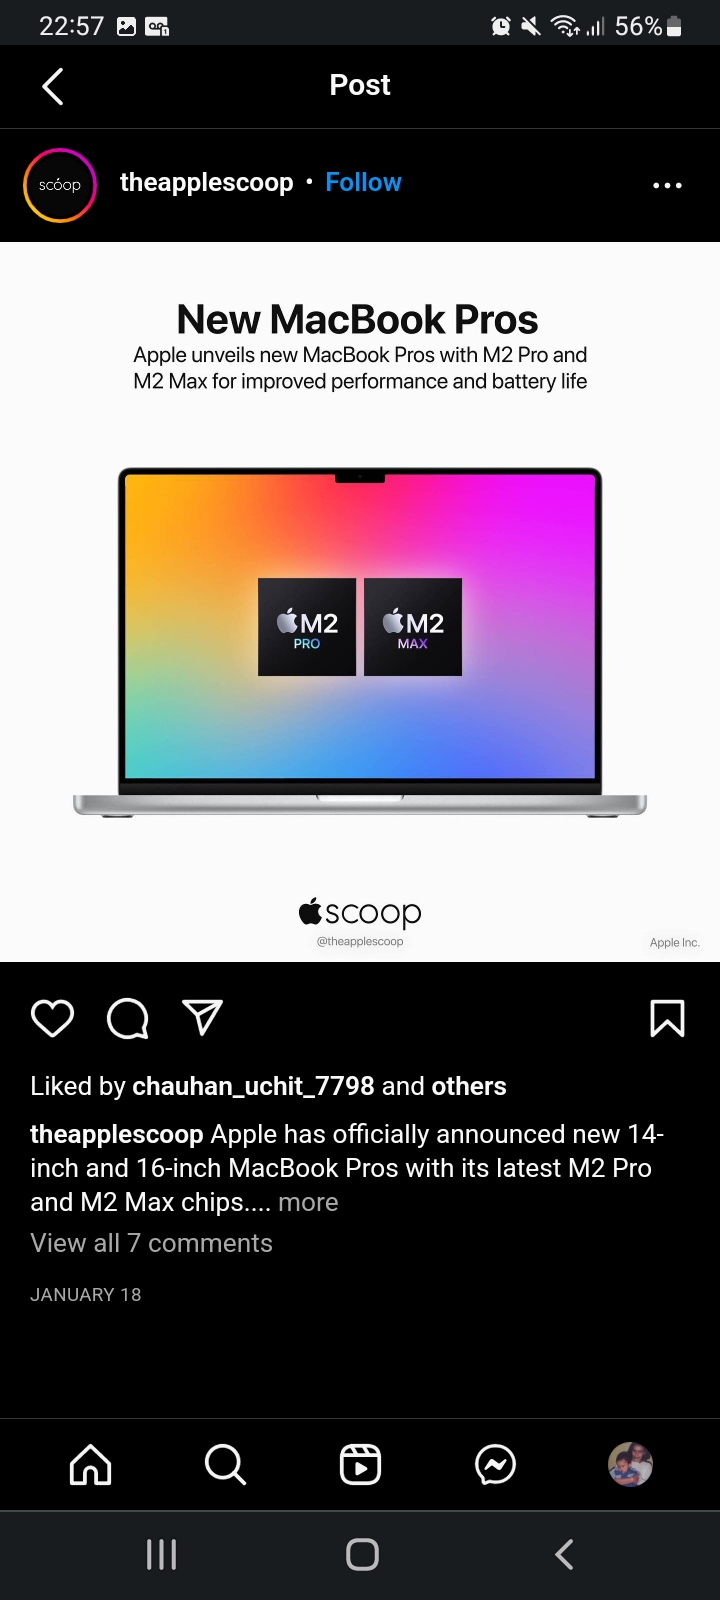 22:57 56%
Post
scóop
theapplescoop • Follow
New MacBook Pros
Apple unveils new MacBook Pros with M2 Pro and
M2 Max for improved performance and battery life
M2 PRO
M2 MAX
scoop
@theapplescoop
Apple Inc.
Liked by chauhan_uchit_7798 and others
theapplescoop Apple has officially announced new 14-
inch and 16-inch MacBook Pros with its latest M2 Pro
and M2 Max chips.... more
View all 7 comments
JANUARY 18